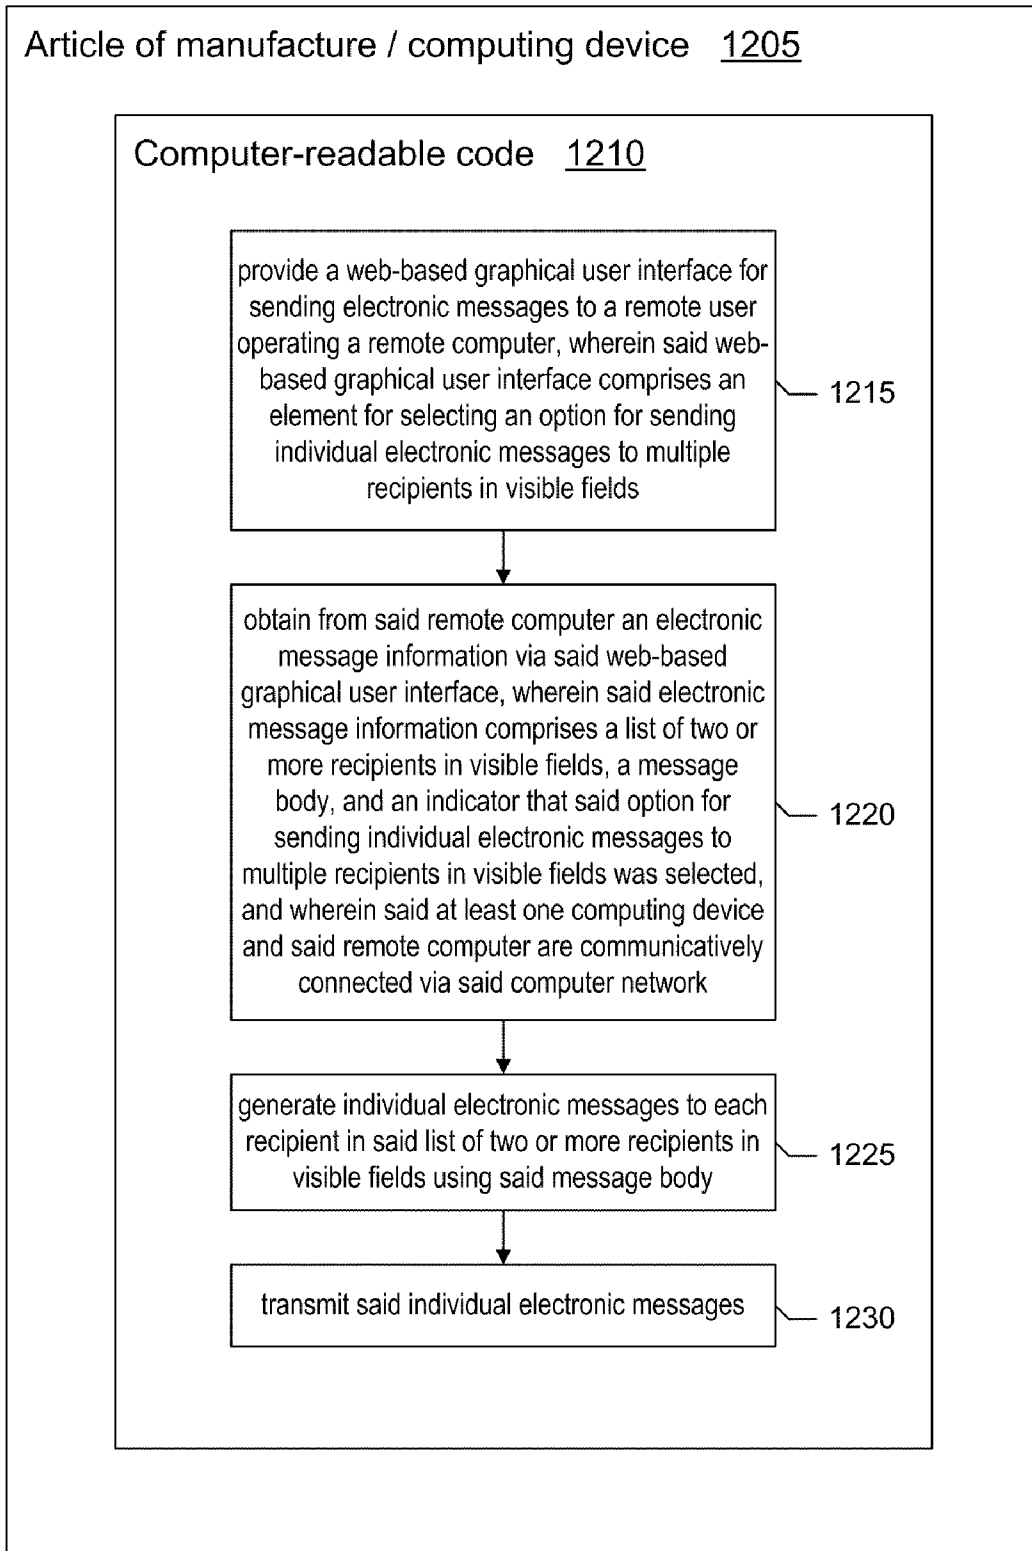 Article of manufacture / computing device 1205
Computer-readable code 1210
provide a web-based graphical user interface for
sending electronic messages to a remote user
operating a remote computer, wherein said web-
based graphical user interface comprises an
element for selecting an option for sending
individual electronic messages to multiple
recipients in visible fields
1215
obtain from said remote computer an electronic
message information via said web-based
graphical user interface, wherein said electronic
message information comprises a list of two or
more recipients in visible fields, a message
body, and an indicator that said option for
sending individual electronic messages to
multiple recipients in visible fields was selected,
and wherein said at least one computing device
and said remote computer are communicatively
connected via said computer network
1220
generate individual electronic messages to each
recipient in said list of two or more recipients in
visible fields using said message body
1225
transmit said individual electronic messages
1230